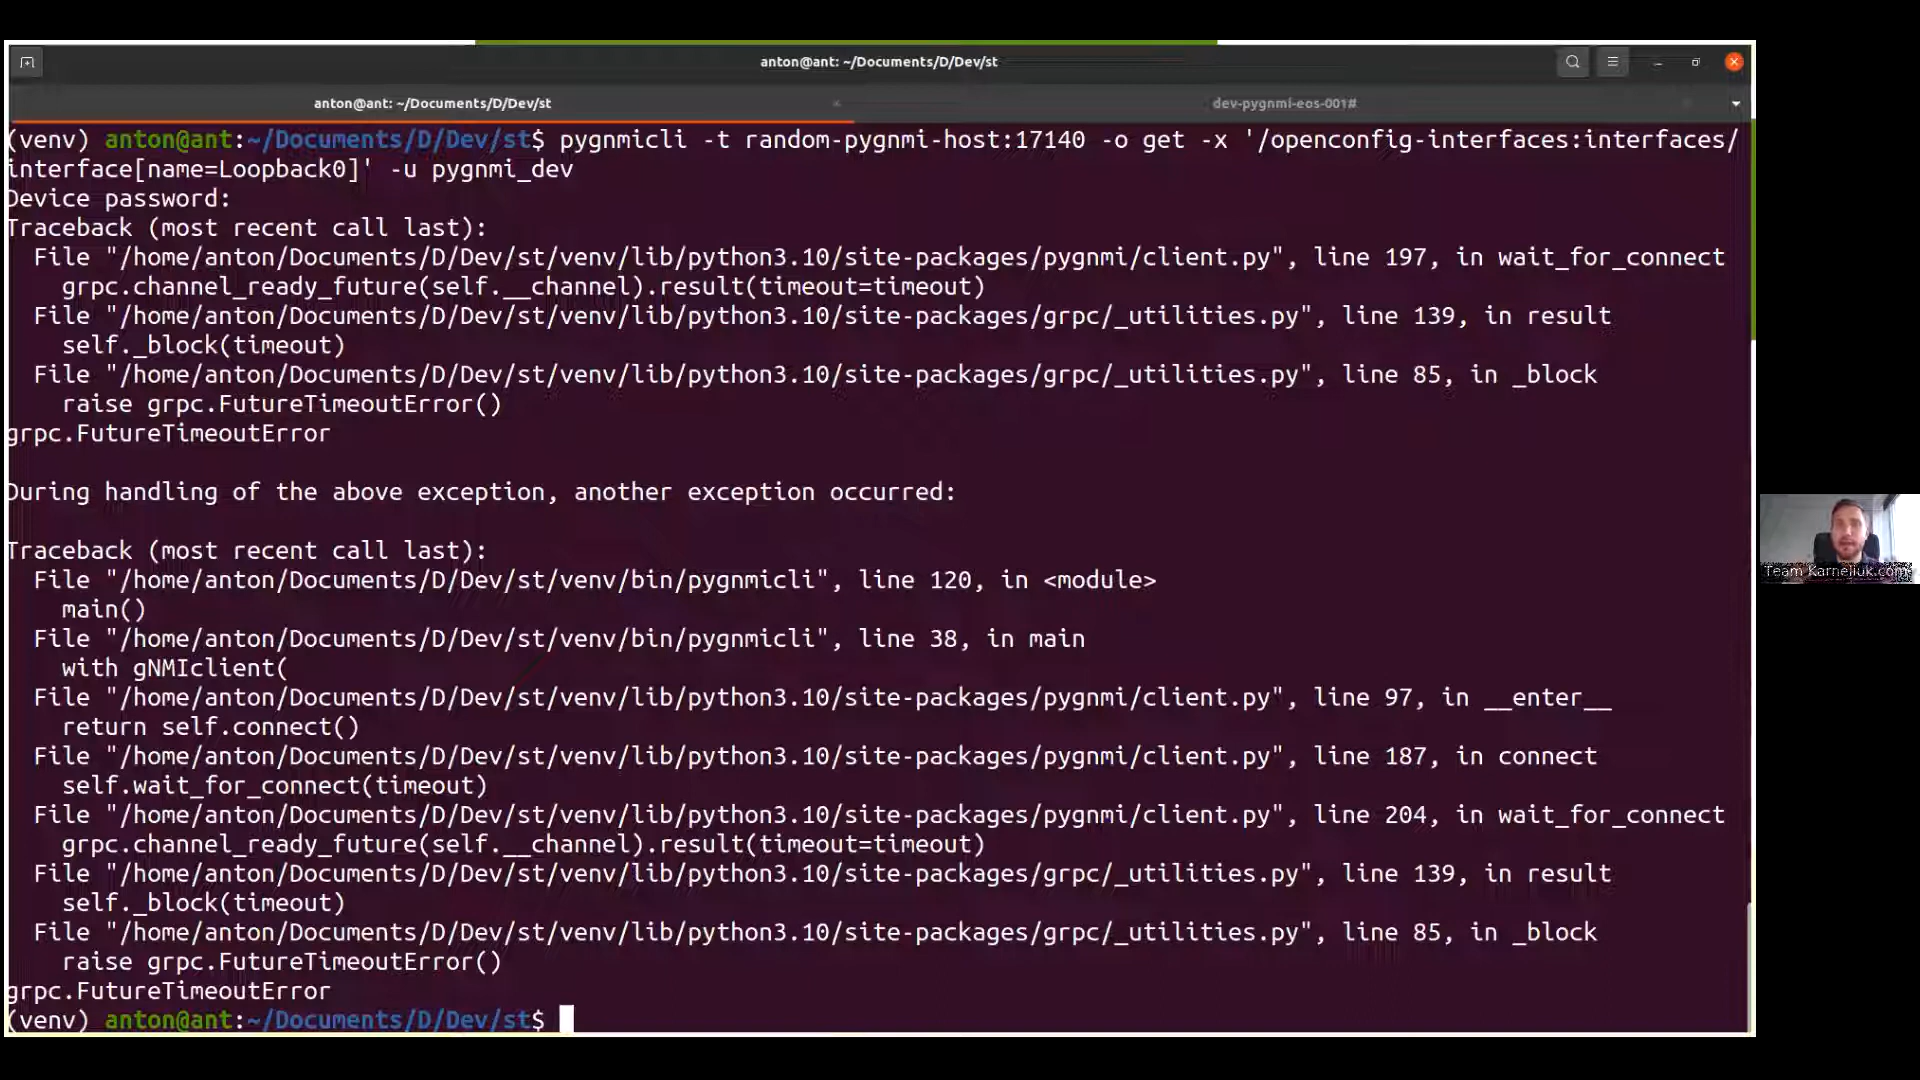 anton@ant: ~/Documents/D/Dev/st
anton@ant: ~/Documents/D/Dev/st
dev-pygnmi-eos-001#
(venv) anton@ant:~/Documents/D/Dev/st$ pygnmicli -t random-pygnmi-host:17140 -o get -x '/openconfig-interfaces:interfaces/
interface[name=Loopback0]' -u pygnmi_dev
Device password:
Traceback (most recent call last):
  File "/home/anton/Documents/D/Dev/st/venv/lib/python3.10/site-packages/pygnmi/client.py", line 197, in wait_for_connect
    grpc.channel_ready_future(self.__channel).result(timeout=timeout)
  File "/home/anton/Documents/D/Dev/st/venv/lib/python3.10/site-packages/grpc/_utilities.py", line 139, in result
    self._block(timeout)
  File "/home/anton/Documents/D/Dev/st/venv/lib/python3.10/site-packages/grpc/_utilities.py", line 85, in _block
    raise grpc.FutureTimeoutError()
grpc.FutureTimeoutError
During handling of the above exception, another exception occurred:
Traceback (most recent call last):
  File "/home/anton/Documents/D/Dev/st/venv/bin/pygnmicli", line 120, in <module>
    main()
  File "/home/anton/Documents/D/Dev/st/venv/bin/pygnmicli", line 38, in main
    with gNMIclient(
  File "/home/anton/Documents/D/Dev/st/venv/lib/python3.10/site-packages/pygnmi/client.py", line 97, in __enter__
    return self.connect()
  File "/home/anton/Documents/D/Dev/st/venv/lib/python3.10/site-packages/pygnmi/client.py", line 187, in connect
    self.wait_for_connect(timeout)
  File "/home/anton/Documents/D/Dev/st/venv/lib/python3.10/site-packages/pygnmi/client.py", line 204, in wait_for_connect
    grpc.channel_ready_future(self.__channel).result(timeout=timeout)
  File "/home/anton/Documents/D/Dev/st/venv/lib/python3.10/site-packages/grpc/_utilities.py", line 139, in result
    self._block(timeout)
  File "/home/anton/Documents/D/Dev/st/venv/lib/python3.10/site-packages/grpc/_utilities.py", line 85, in _block
    raise grpc.FutureTimeoutError()
grpc.FutureTimeoutError
(venv) anton@ant:~/Documents/D/Dev/st$
Team Karneliuk.com